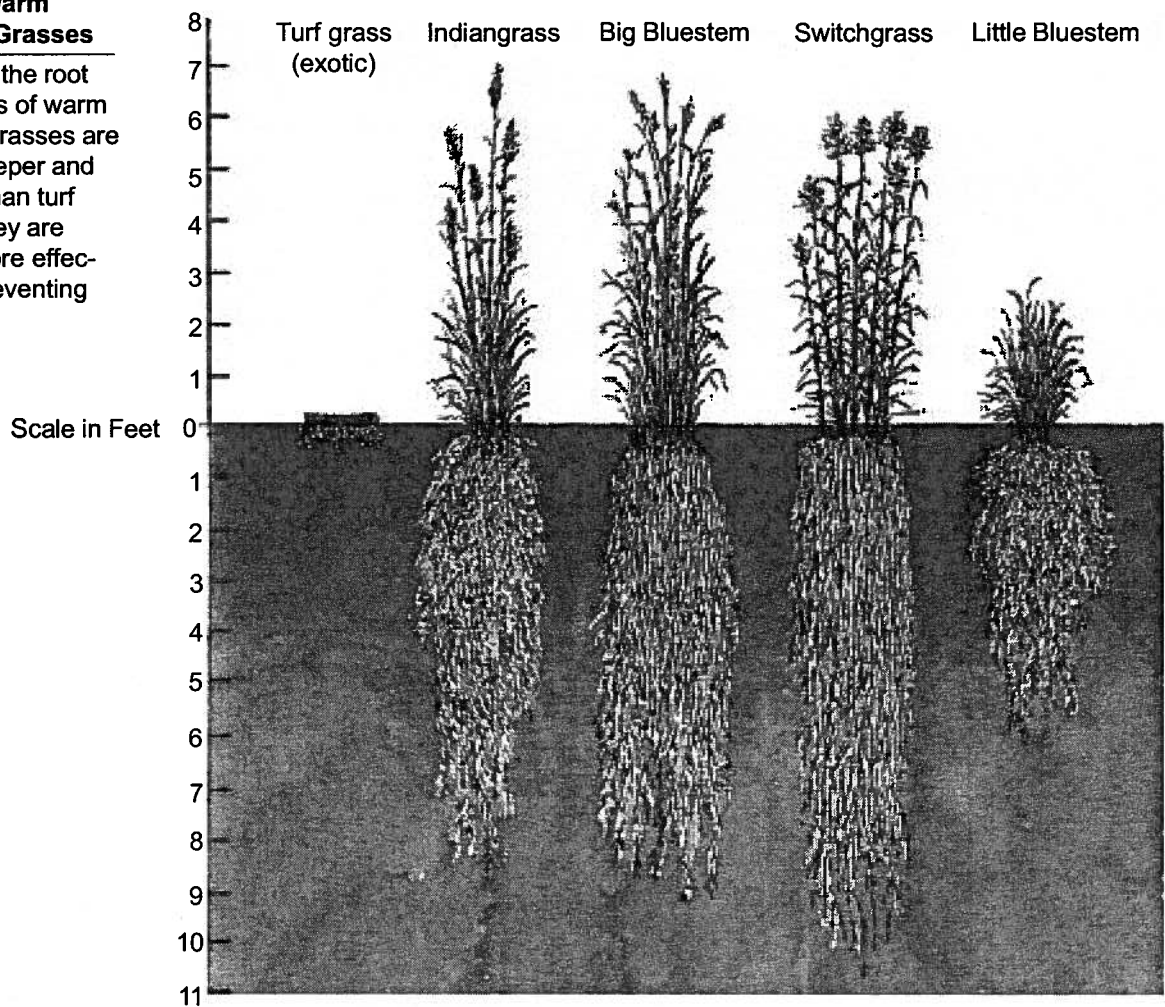 Grasses
the root
s of warm
rasses are
eper and
an turf
ey are
re effec-
eventing
Turf grass
(exotic)
Indiangrass
Big Bluestem
Switchgrass
Little Bluestem
8
7
6
5
4
3
2
1
Scale in Feet 0
1
2
3
4
5
6
7
8
9
10
11